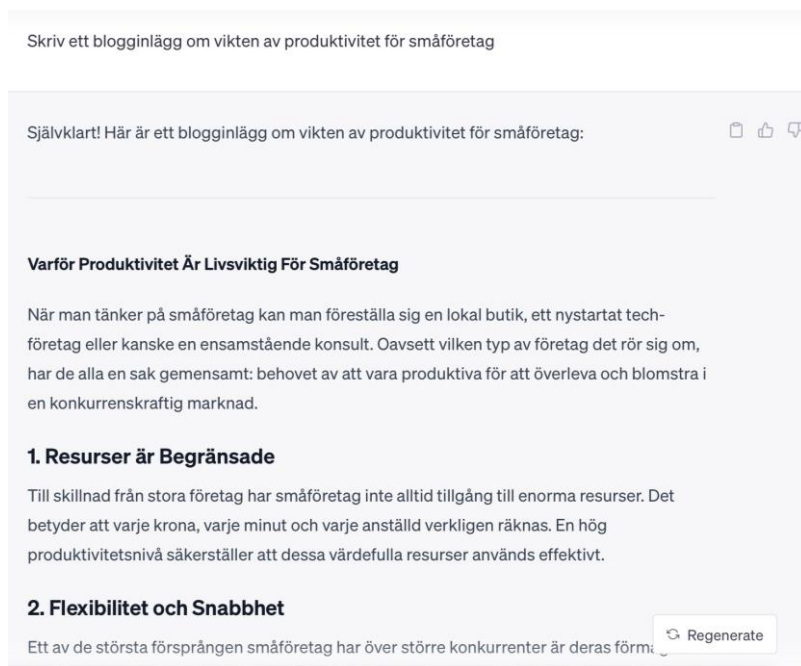 Skriv ett blogginlägg om vikten av produktivitet för småföretag
Självklart! Här är ett blogginlägg om vikten av produktivitet för småföretag:
Varför Produktivitet Är Livsviktig För Småföretag
När man tänker på småföretag kan man föreställa sig en lokal butik, ett nystartat tech-
företag eller kanske en ensamstående konsult. Oavsett vilken typ av företag det rör sig om,
har de alla en sak gemensamt: behovet av att vara produktiva för att överleva och blomstra i
en konkurrenskraftig marknad.
1. Resurser är Begränsade
Till skillnad från stora företag har småföretag inte alltid tillgång till enorma resurser. Det
betyder att varje krona, varje minut och varje anställd verkligen räknas. En hög
produktivitetsnivå säkerställer att dessa värdefulla resurser används effektivt.
2. Flexibilitet och Snabbhet
Ett av de största försprången småföretag har över större konkurrenter är deras
Regenerate